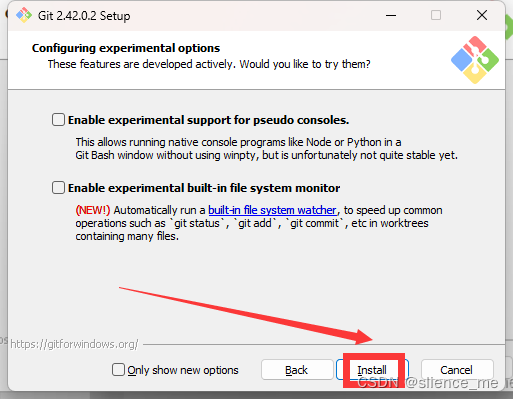 Git 2.42.0.2 Setup
Configuring experimental options
These features are developed actively. Would you like to try them?
Enable experimental support for pseudo consoles.
This allows running native console programs like Node or Python in a
Git Bash window without using winpty, but is unfortunately not quite stable yet.
Enable experimental built-in file system monitor
(NEW!) Automatically run a built-in file system watcher, to speed up common
operations such as `git status`, `git add`, `git commit`, etc in worktrees
containing many files.
https://gitforwindows.org/
Only show new options
Back
Install
Cancel
CSDN @silence_me